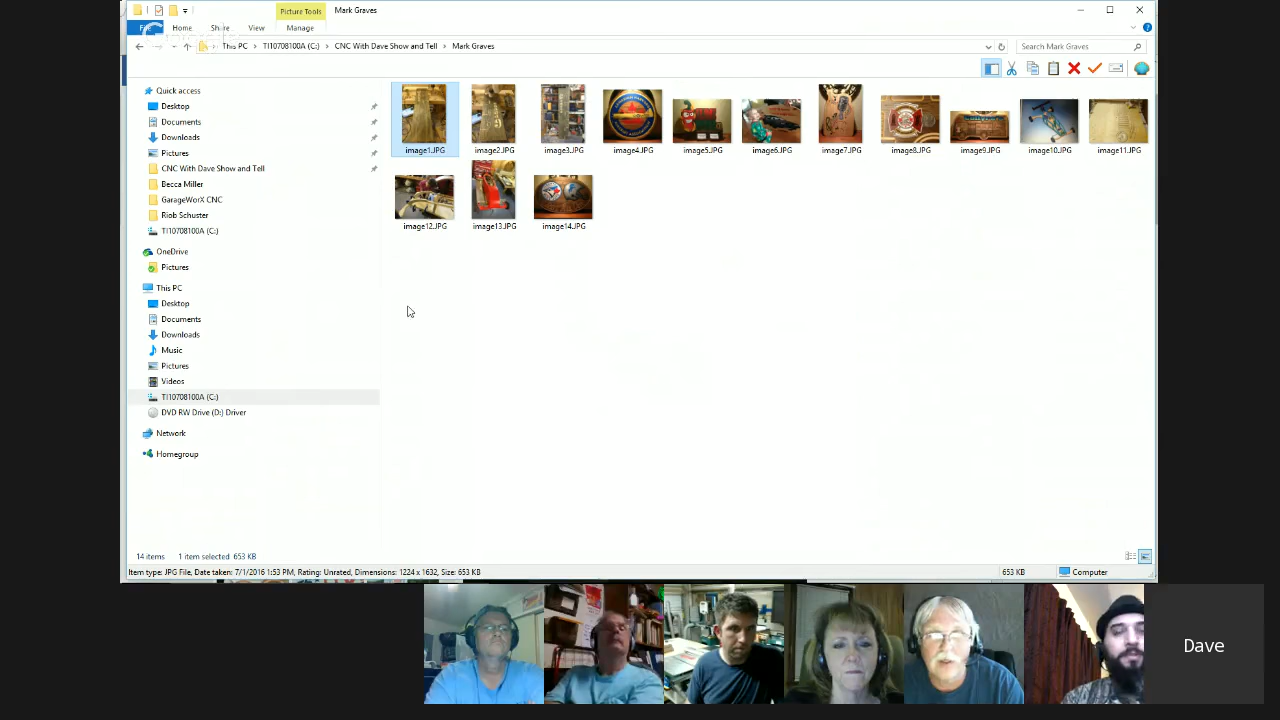 Picture Tools
Mark Graves
File
Home
Share
View
Manage
This PC
TI10708100A (C:)
CNC With Dave Show and Tell
Mark Graves
Search Mark Graves
Quick access
Desktop
Documents
Downloads
Pictures
CNC With Dave Show and Tell
Becca Miller
GarageWorX CNC
Riob Schuster
TI10708100A (C:)
OneDrive
Pictures
This PC
Desktop
Documents
Downloads
Music
Pictures
Videos
TI10708100A (C:)
DVD RW Drive (D:) Driver
Network
Homegroup
image1.JPG
image2.JPG
image3.JPG
image4.JPG
image5.JPG
image6.JPG
image7.JPG
image8.JPG
image9.JPG
image10.JPG
image11.JPG
image12.JPG
image13.JPG
image14.JPG
14 items
1 item selected 653 KB
Item type: JPG File, Date taken: 7/1/2016 1:53 PM, Rating: Unrated, Dimensions: 1224 x 1632, Size: 653 KB
653 KB
Computer
Dave